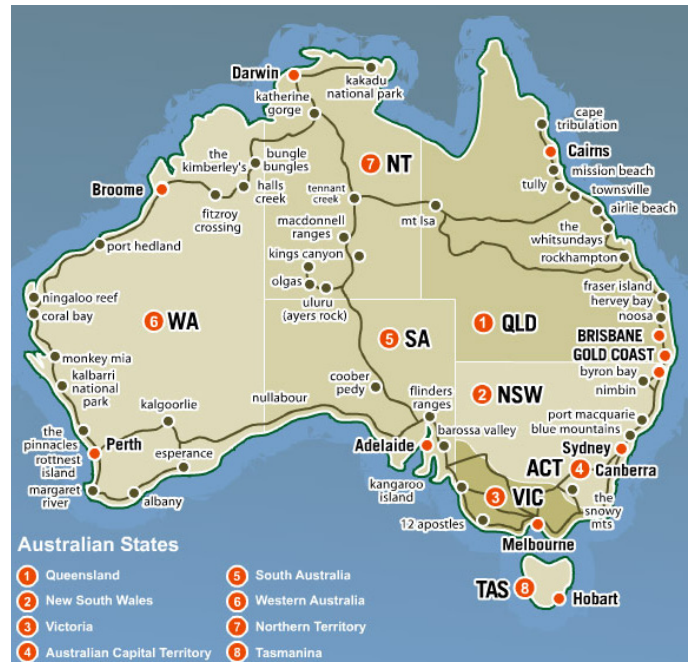 Darwin
kakadu
national park
katherine
gorge
cape
tribulation
the
kimberley's
bungle
bungles
7 NT
Cairns
mission beach
Broome
halls
creek
tennant
creek
tully
townsville
fitzroy
crossing
mt Isa
airlie beach
macdonnell
ranges
the
whitsundays
port hedland
kings canyon
rockhampton
olgas
uluru
(ayers rock)
fraser island
hervey bay
ningaloo reef
coral bay
6 WA
1 QLD
noosa
5 SA
BRISBANE
GOLD COAST
monkey mia
kalbarri
national
park
coober
pedy
flinders
ranges
2 NSW
byron bay
nimbin
nullabour
kalgoorlie
port macquarie
blue mountains
the
pinnacles
rottnest
island
Perth
Adelaide
barossa valley
Sydney
esperance
ACT 4 Canberra
margaret
river
albany
kangaroo
island
3 VIC
the
snowy
mts
12 apostles
Melbourne
TAS 8
Hobart
Australian States
1 Queensland
2 New South Wales
3 Victoria
4 Australian Capital Territory
5 South Australia
6 Western Australia
7 Northern Territory
8 Tasmanina